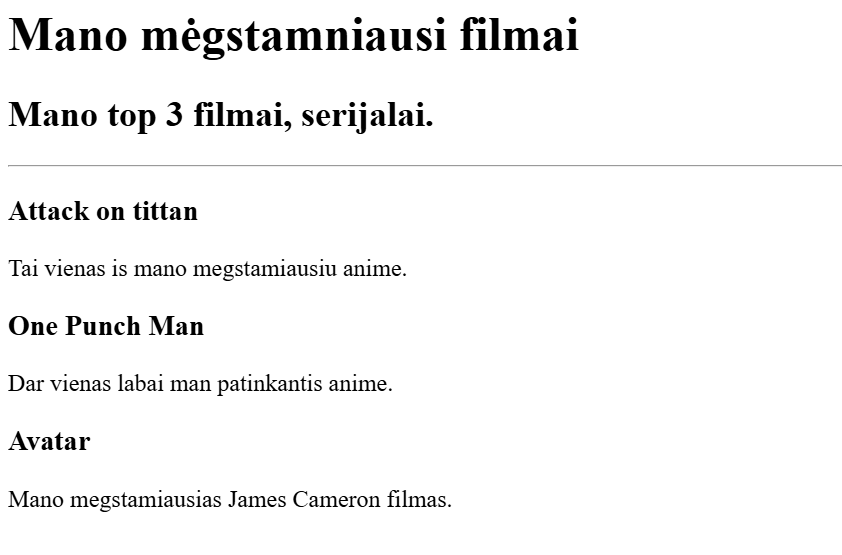 Mano mėgstamniausi filmai
Mano top 3 filmai, serijalai.
Attack on tittan
Tai vienas is mano megstamiausiu anime.
One Punch Man
Dar vienas labai man patinkantis anime.
Avatar
Mano megstamiausias James Cameron filmas.